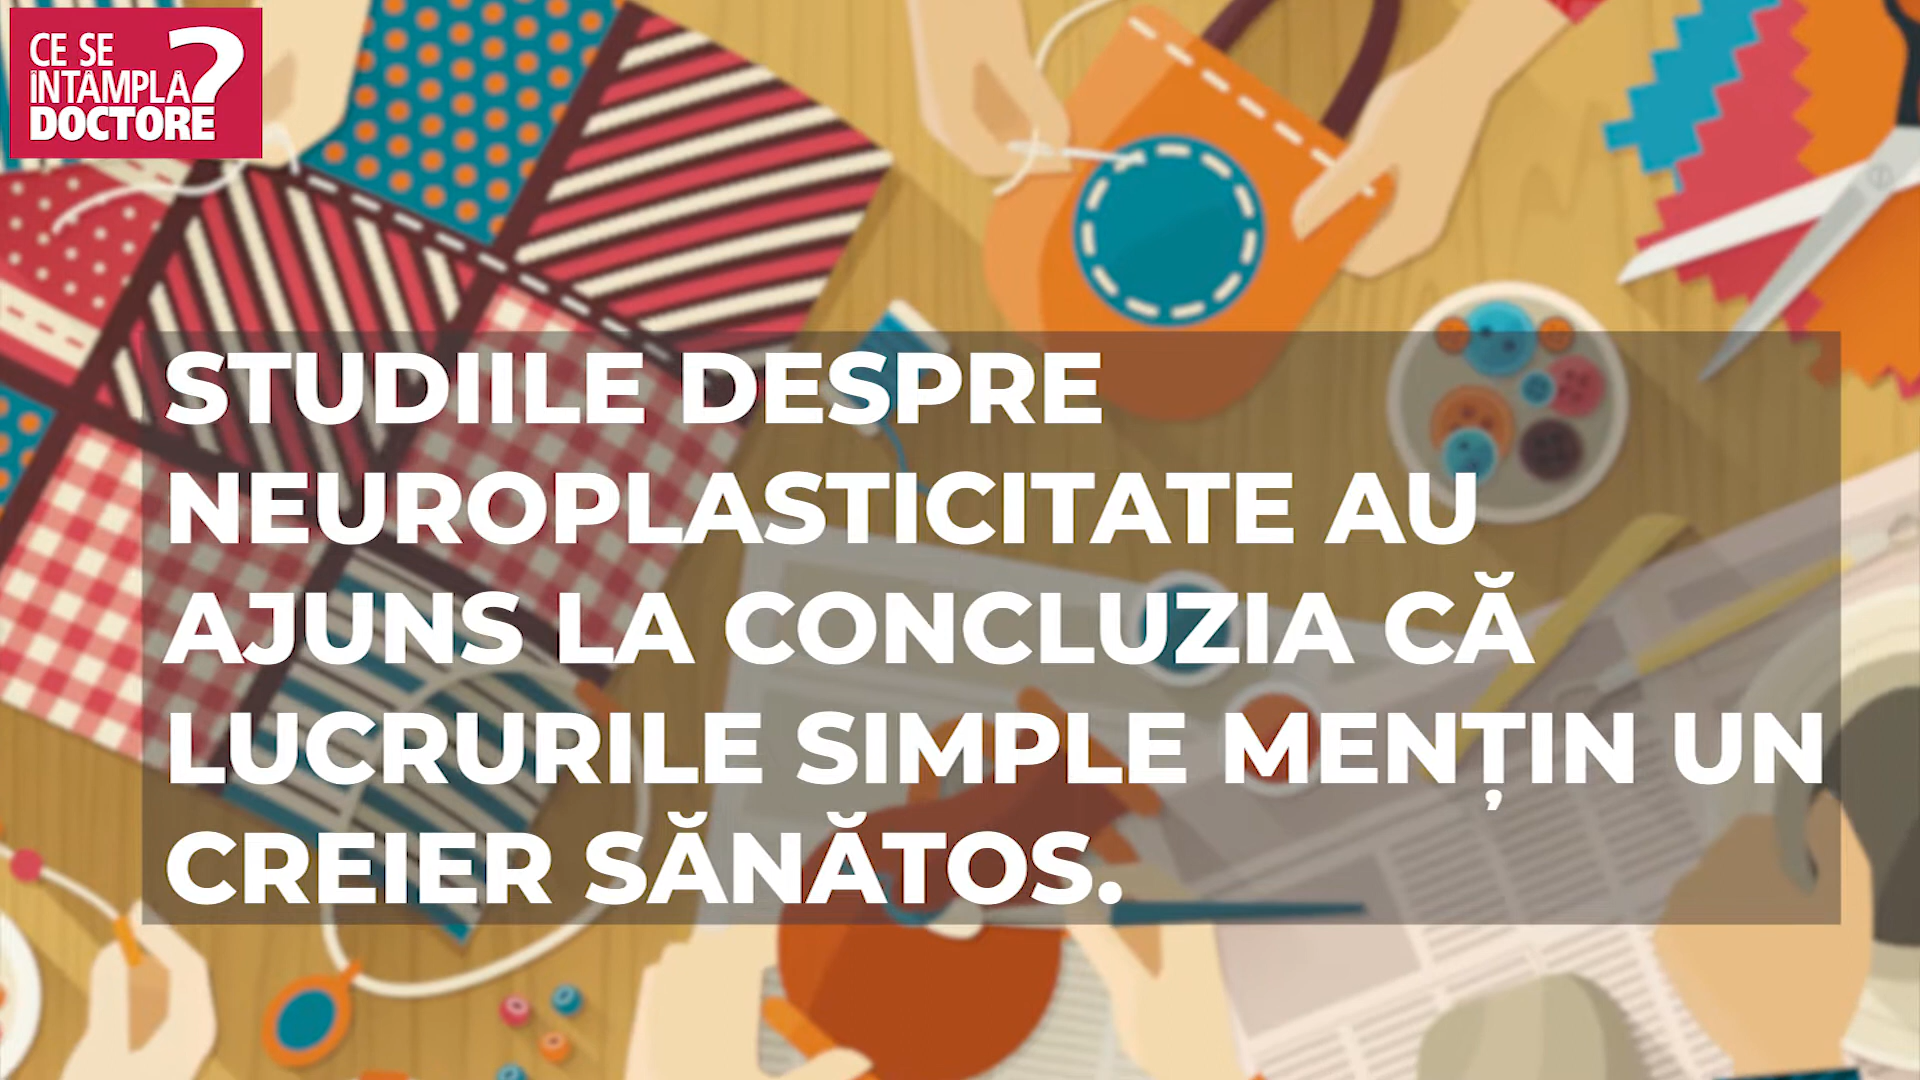 CE SE
ÎNTÂMPLĂ
DOCTORE?
STUDIILE DESPRE
NEUROPLASTICITATE AU
AJUNS LA CONCLUZIA CĂ
LUCRURILE SIMPLE MENȚIN UN
CREIER SĂNĂTOS.